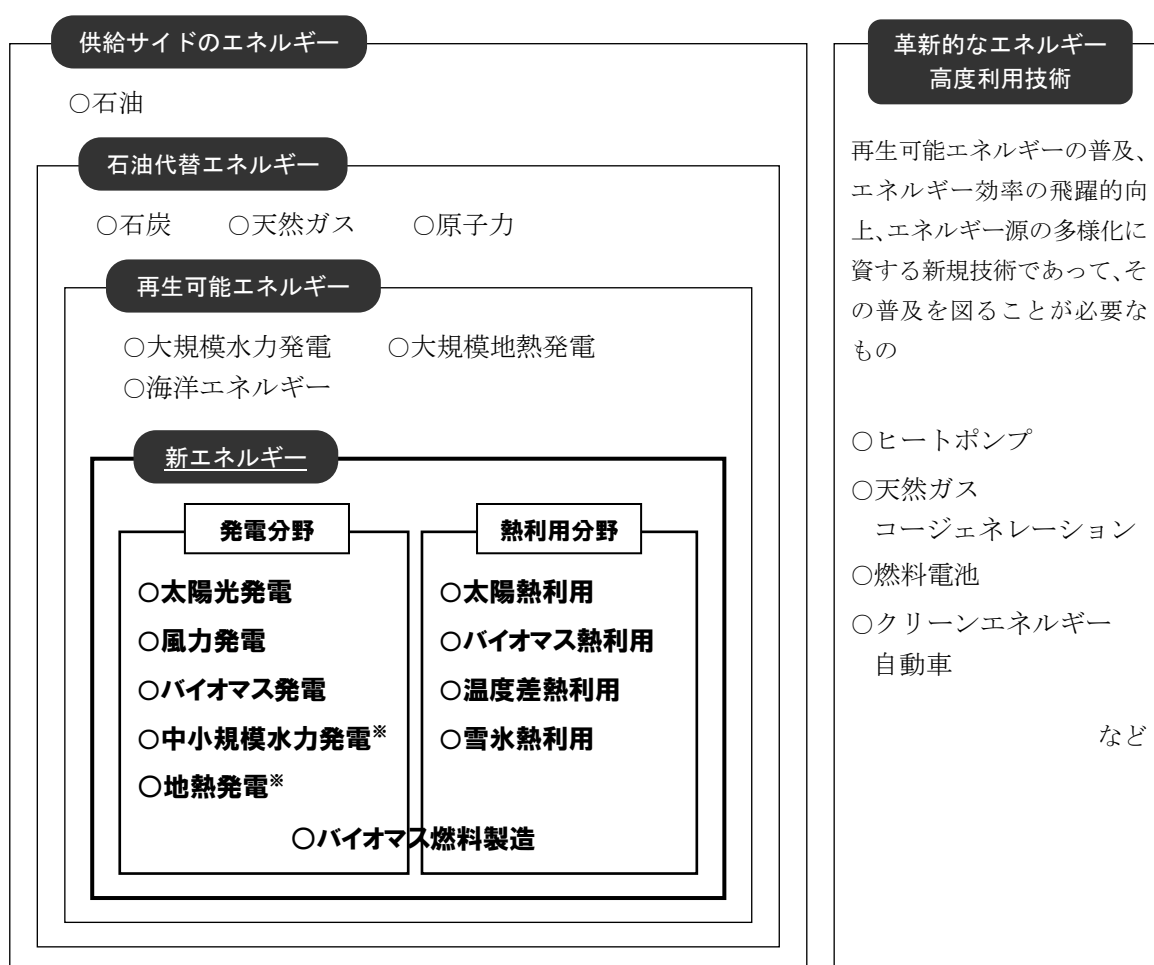 供給サイドのエネルギー
○石油
石油代替エネルギー
○石炭 ○天然ガス ○原子力
再生可能エネルギー
○大規模水力発電 ○大規模地熱発電
○海洋エネルギー
新エネルギー
発電分野
○太陽光発電
○風力発電
○バイオマス発電
○中小規模水力発電※
○地熱発電※
熱利用分野
○太陽熱利用
○バイオマス熱利用
○温度差熱利用
○雪氷熱利用
○バイオマス燃料製造
革新的なエネルギー
高度利用技術
再生可能エネルギーの普及、
エネルギー効率の飛躍的向
上、エネルギー源の多様化に
資する新規技術であって、そ
の普及を図ることが必要な
もの
○ヒートポンプ
○天然ガス
コージェネレーション
○燃料電池
○クリーンエネルギー
自動車
など